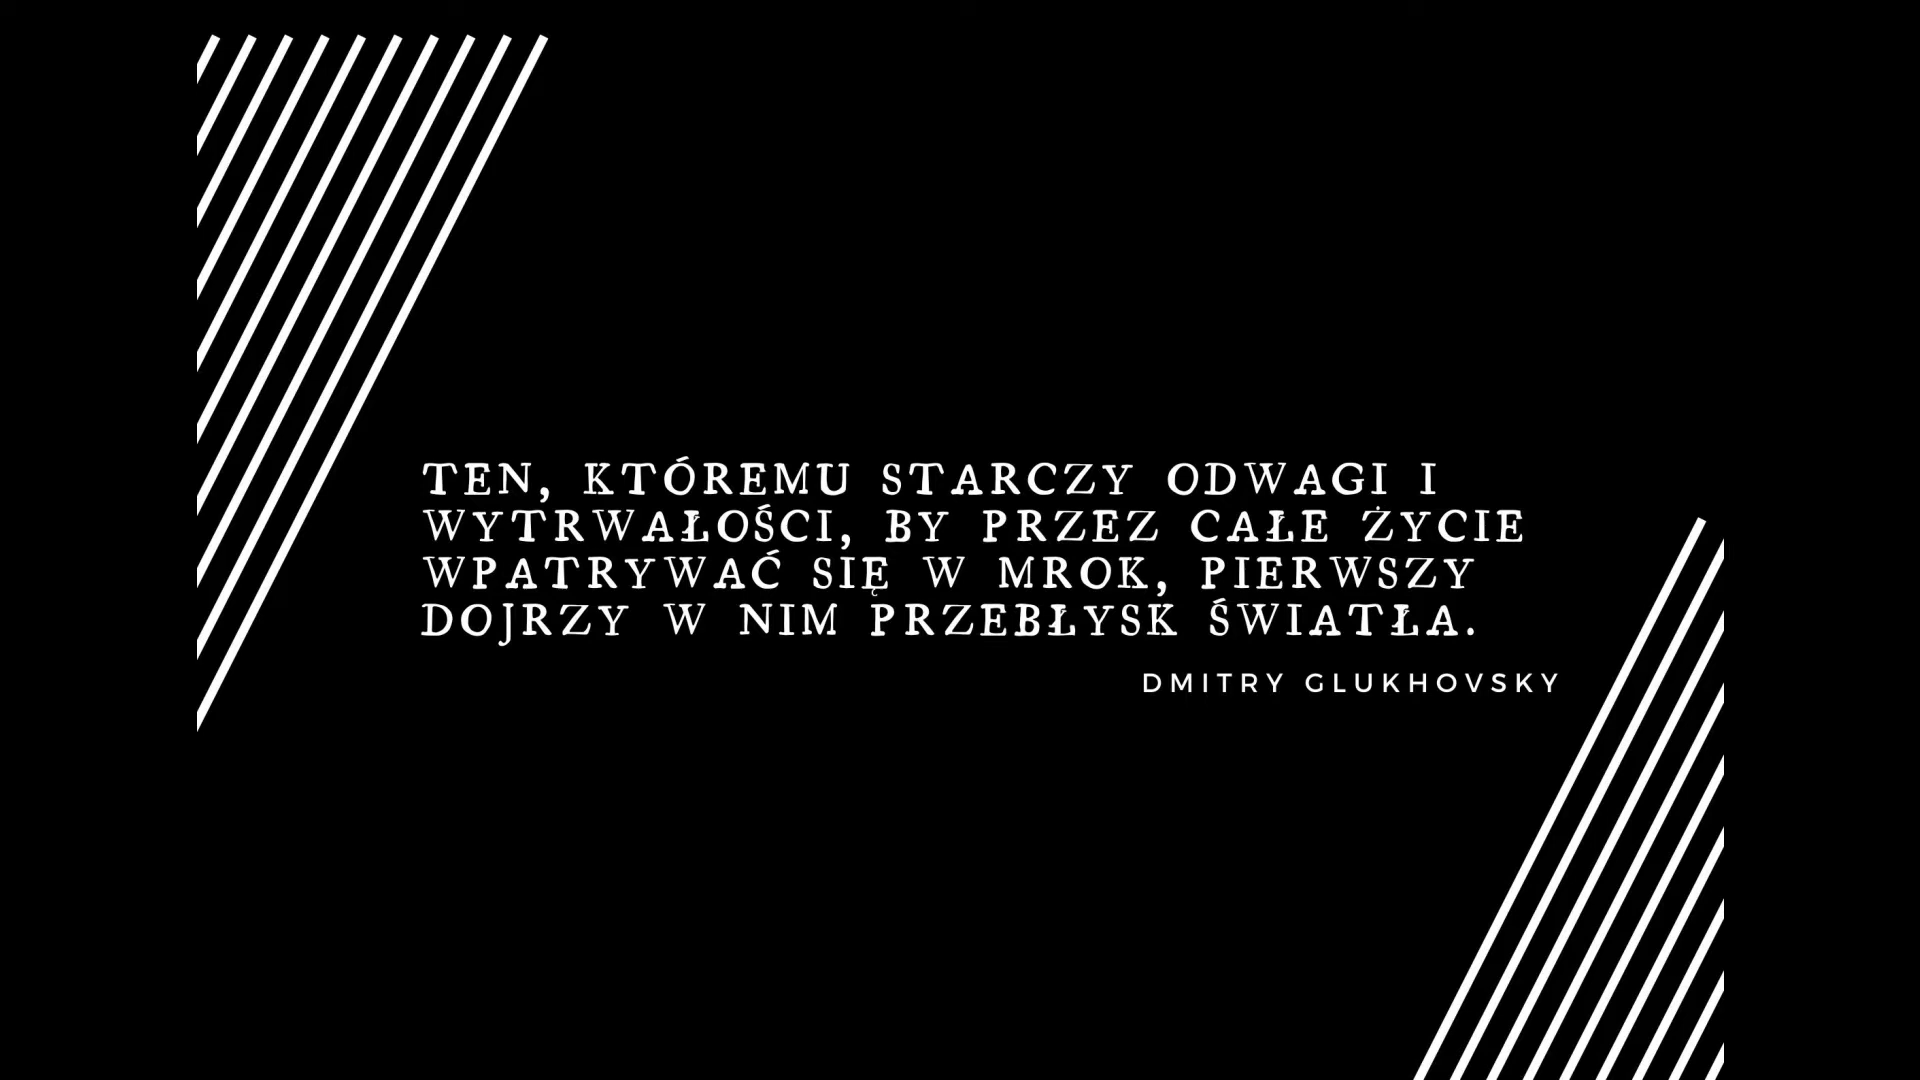 TEN, KTÓREMU STARCZY ODWAGI I
WYTRWAŁOŚCI, BY PRZEZ CAŁE ŻYCIE
WPATRYWAĆ SIĘ W MROK, PIERWSZY
DOJRZY W NIM PRZEBŁYSK ŚWIATŁA.
DMITRY GLUKHOVSKY